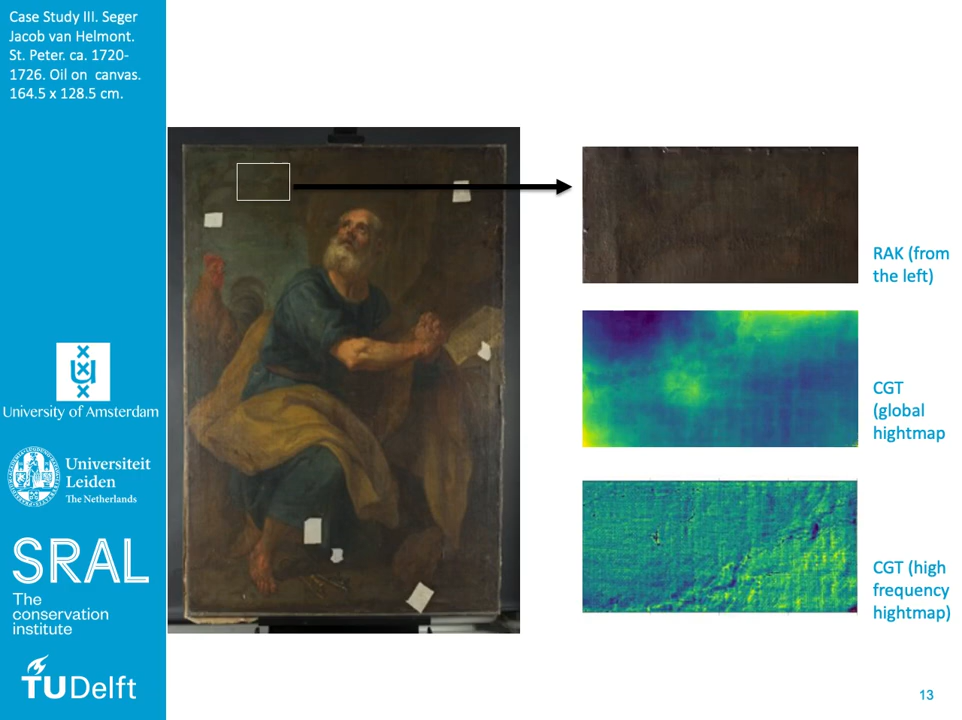 Case Study III. Seger
Jacob van Helmont.
St. Peter. ca. 1720-
1726. Oil on  canvas.
164.5 x 128.5 cm.
RAK (from
the left)
CGT
(global
hightmap
CGT (high
frequency
hightmap)
University of Amsterdam
Universiteit
Leiden
The Netherlands
SRAL
The
conservation
institute
TUDelft
13